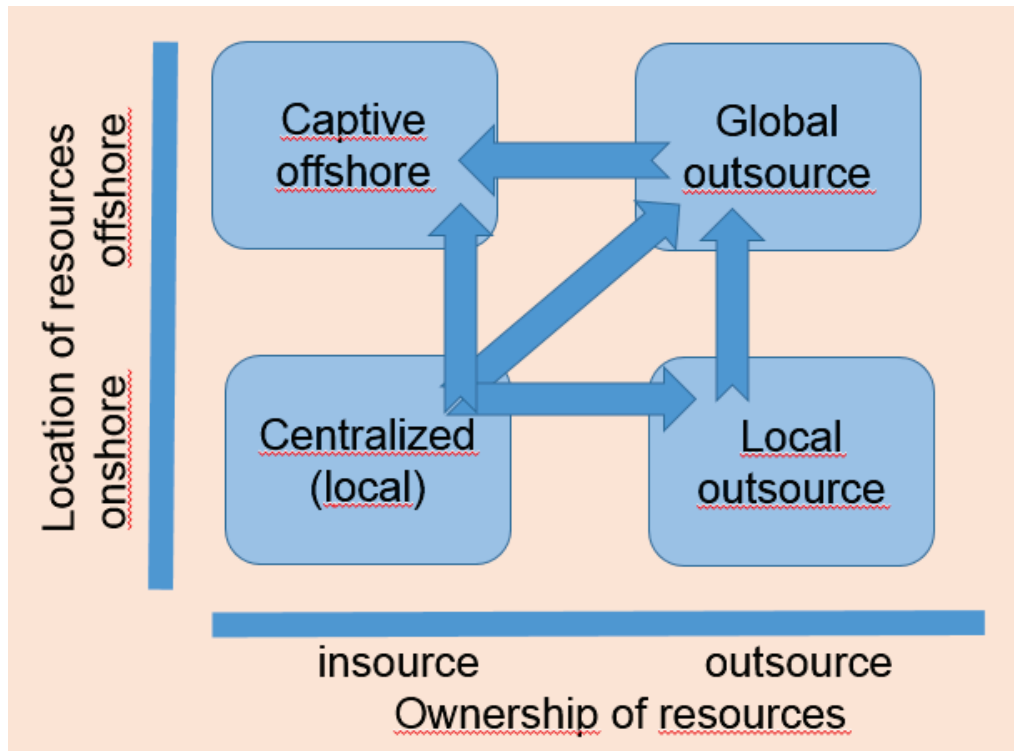 Captive
offshore
Global
outsource
Centralized
(local)
Local
outsource
Location of resources
onshore offshore
insource outsource
Ownership of resources